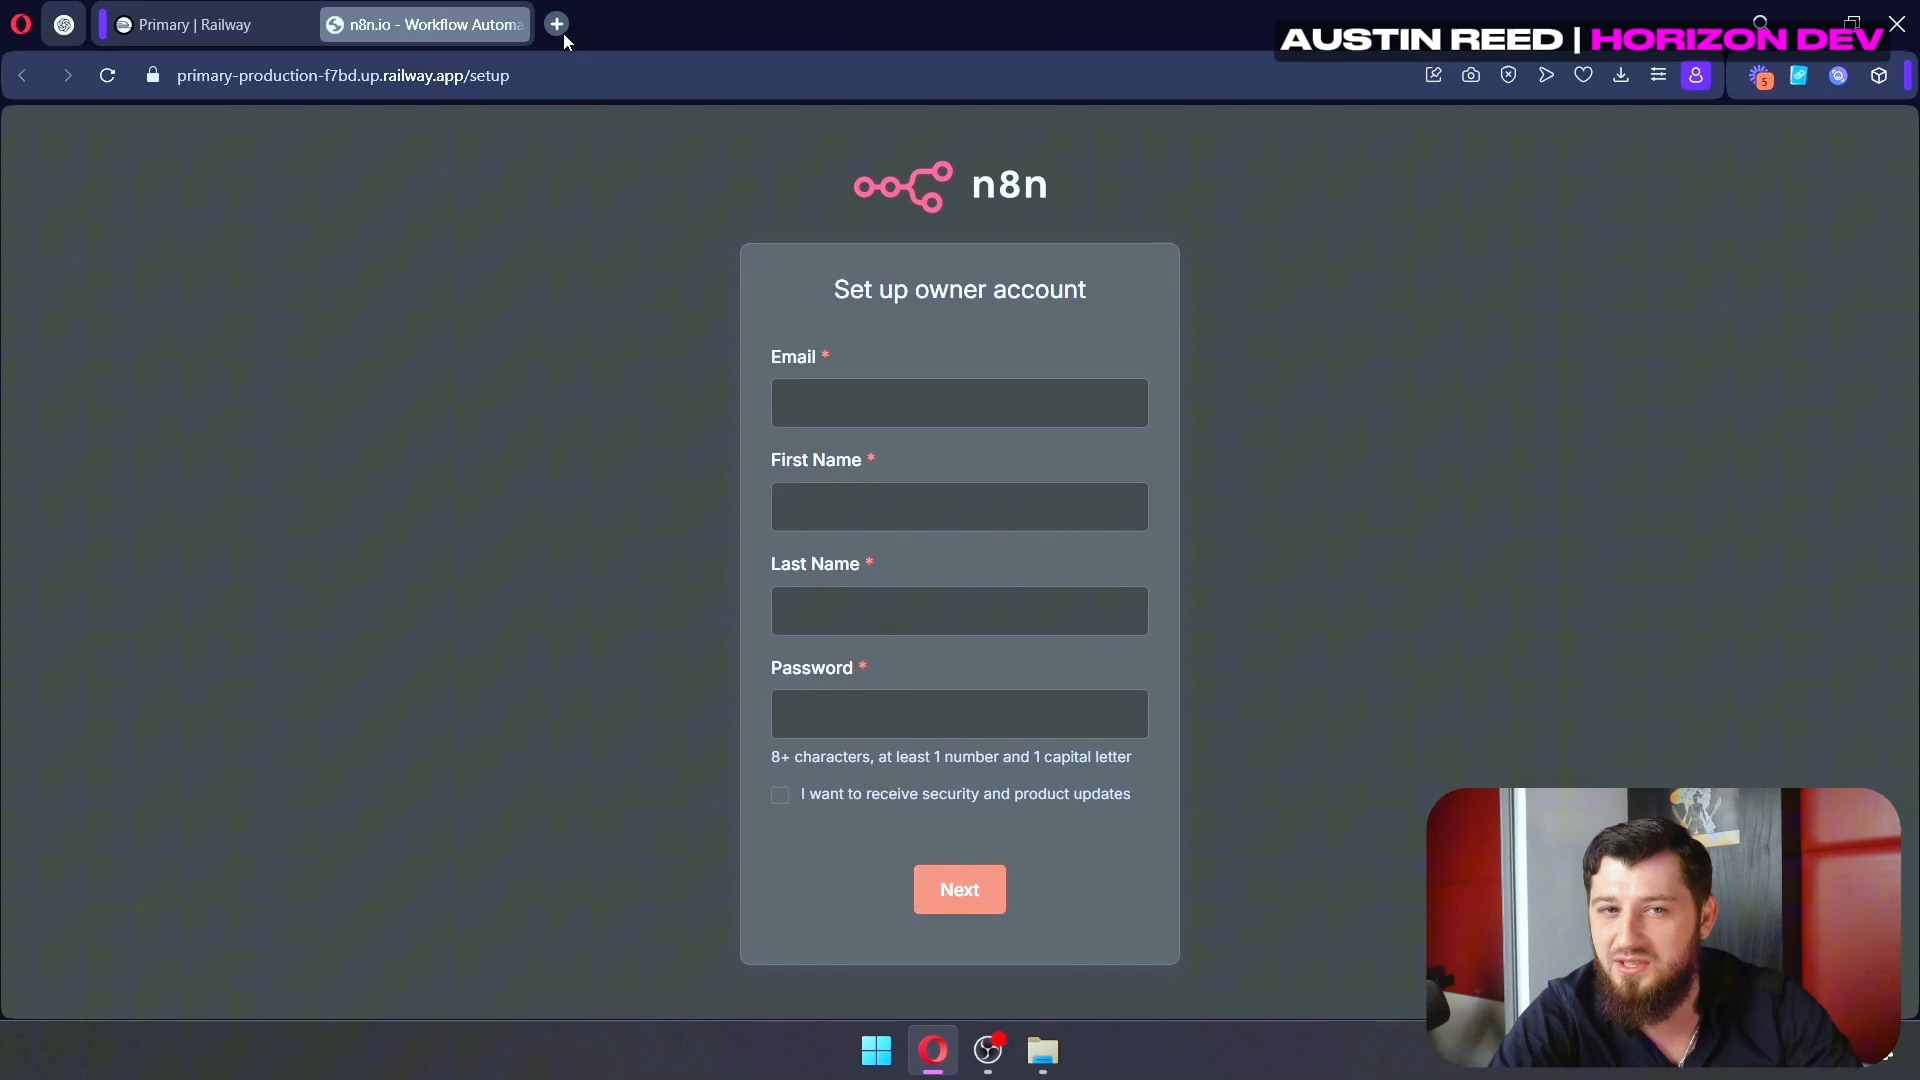 Primary | Railway
n8n.io - Workflow Automa
AUSTIN REED | HORIZON DEV
primary-production-f7bd.up.railway.app/setup
5
n8n
Set up owner account
Email *
First Name *
Last Name *
Password *
8+ characters, at least 1 number and 1 capital letter
I want to receive security and product updates
Next